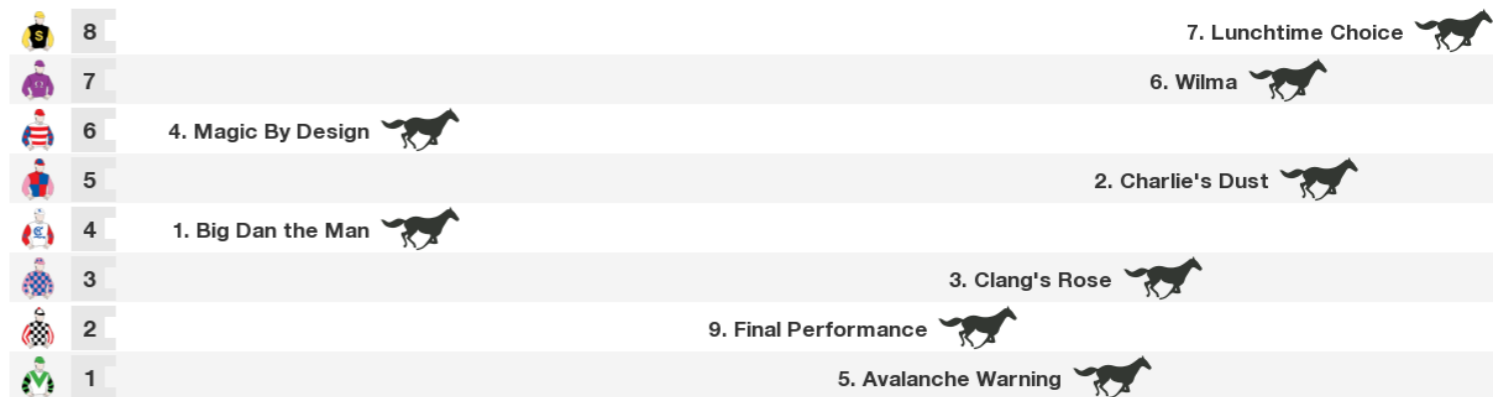 S 8 7. Lunchtime Choice
Ω 7 6. Wilma
6 4. Magic By Design
5 2. Charlie's Dust
4 1. Big Dan the Man
3 3. Clang's Rose
2 9. Final Performance
1 5. Avalanche Warning